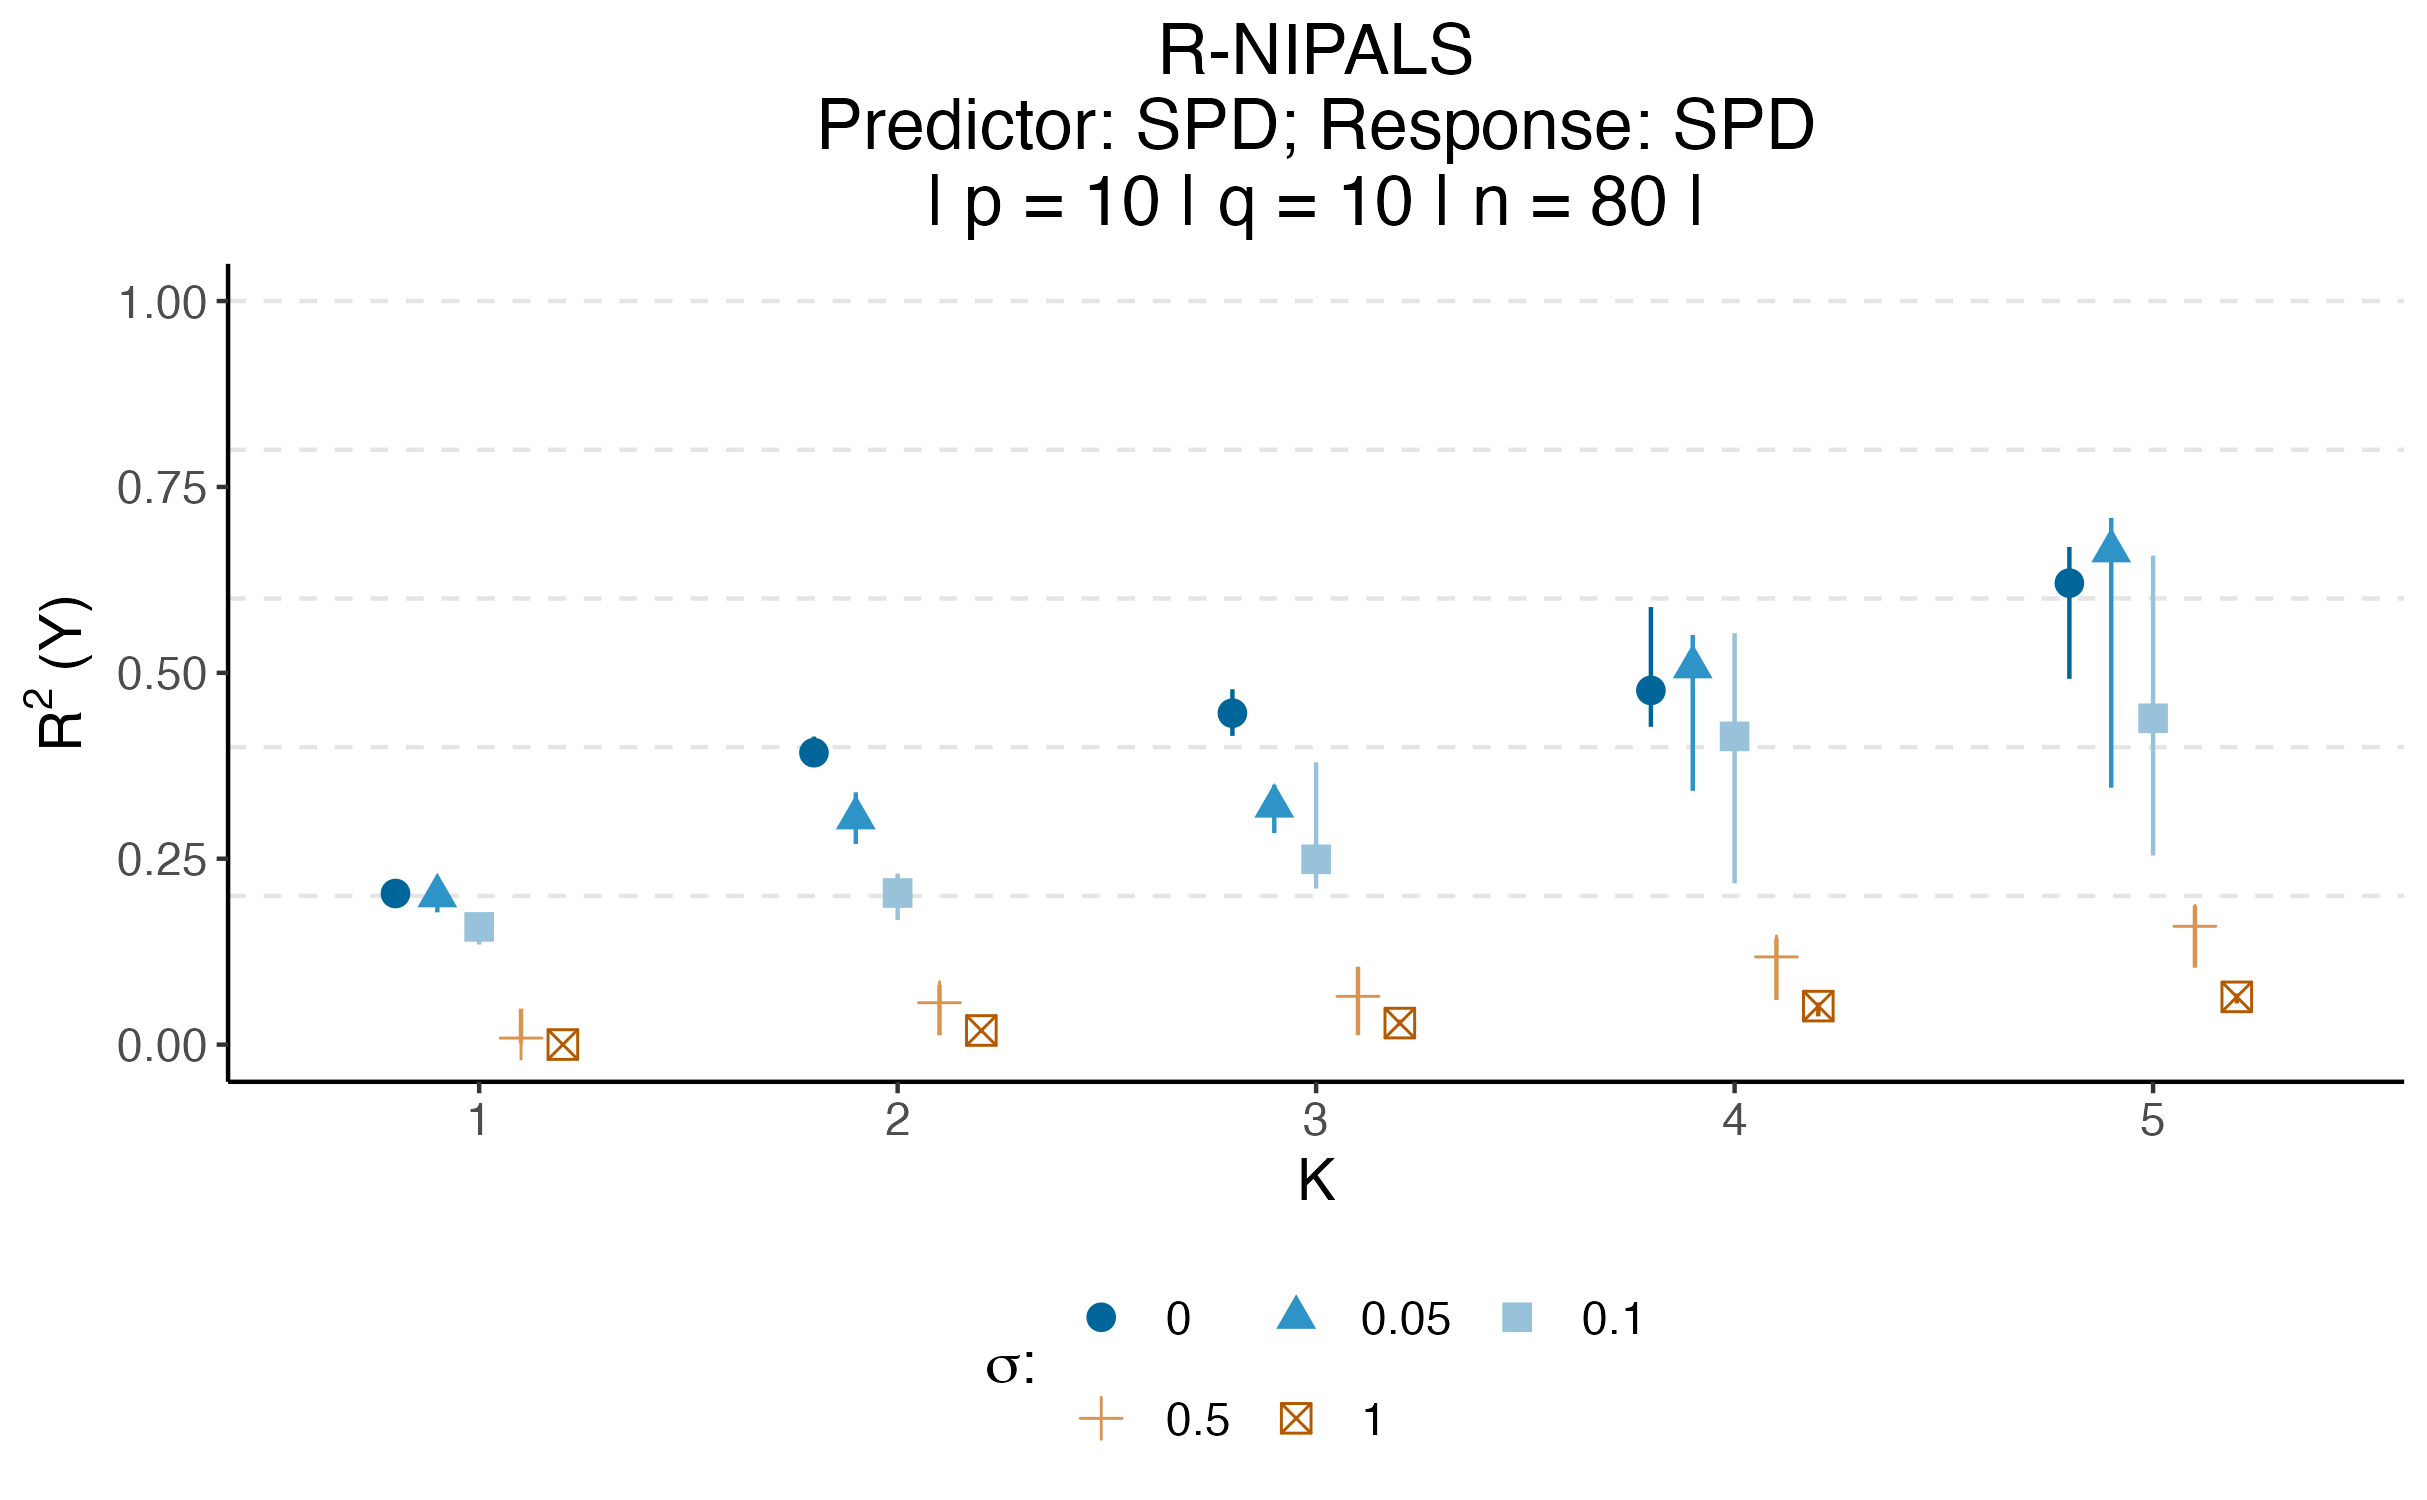 R-NIPALS
Predictor: SPD; Response: SPD
| p = 10 | q = 10 | n = 80 |
R² (Y)
1.00
0.75
0.50
0.25
0.00
1 2 3 4 5
K
σ:
0 0.05 0.1
0.5 1